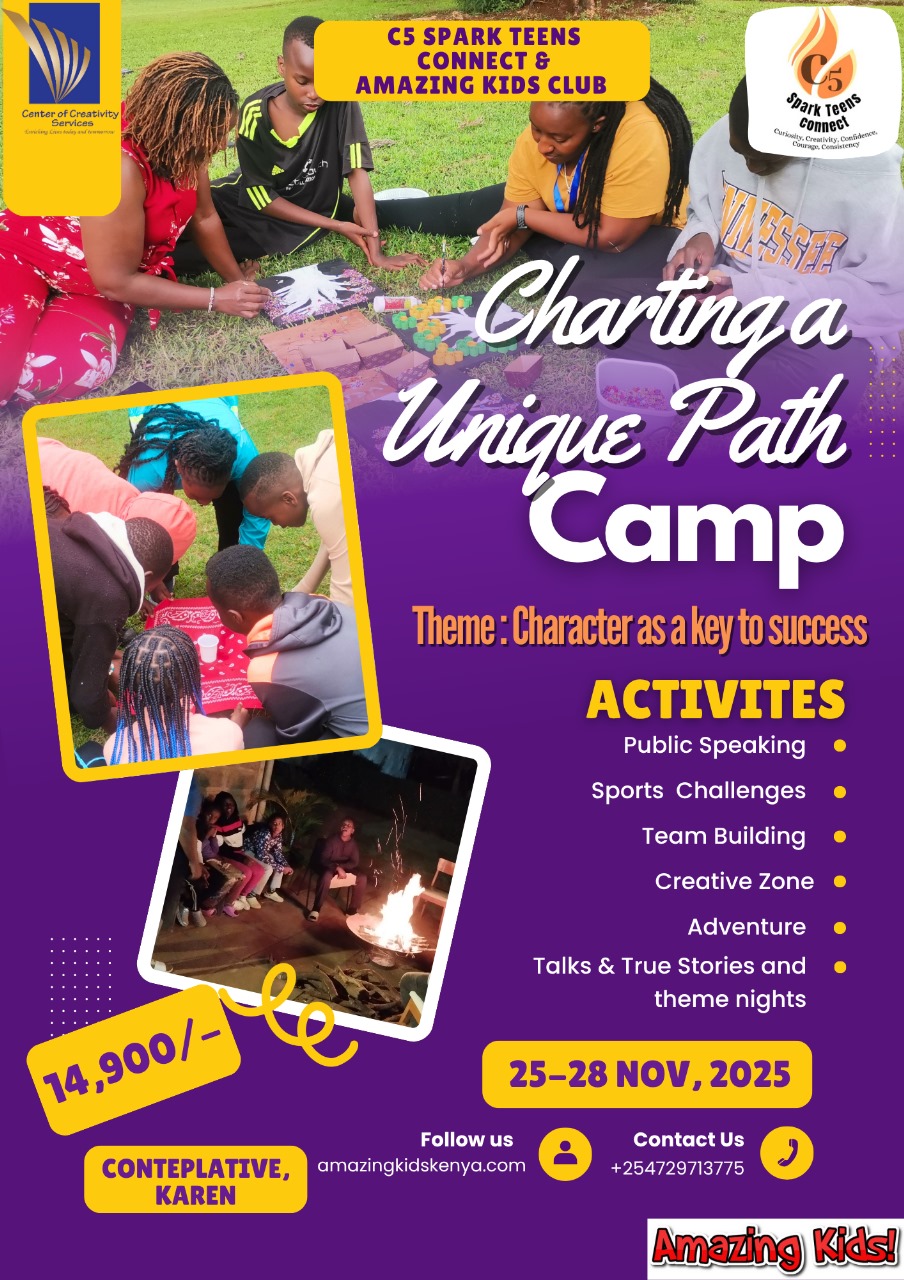 Center of Creativity
Services
C5 SPARK TEENS
CONNECT &
AMAZING KIDS CLUB
C5
Spark Teens
Connect
Curiosity, Creativity, Confidence,
Courage, Consistency
NNESSEE
Charting a
Unique Path
Camp
Theme : Character as a key to success
ACTIVITES
Public Speaking
Sports Challenges
Team Building
Creative Zone
Adventure
Talks & True Stories and
theme nights
14,900/-
25-28 NOV, 2025
Follow us
amazingkidskenya.com
Contact Us
+254729713775
CONTEPLATIVE,
KAREN
Amazing Kids!